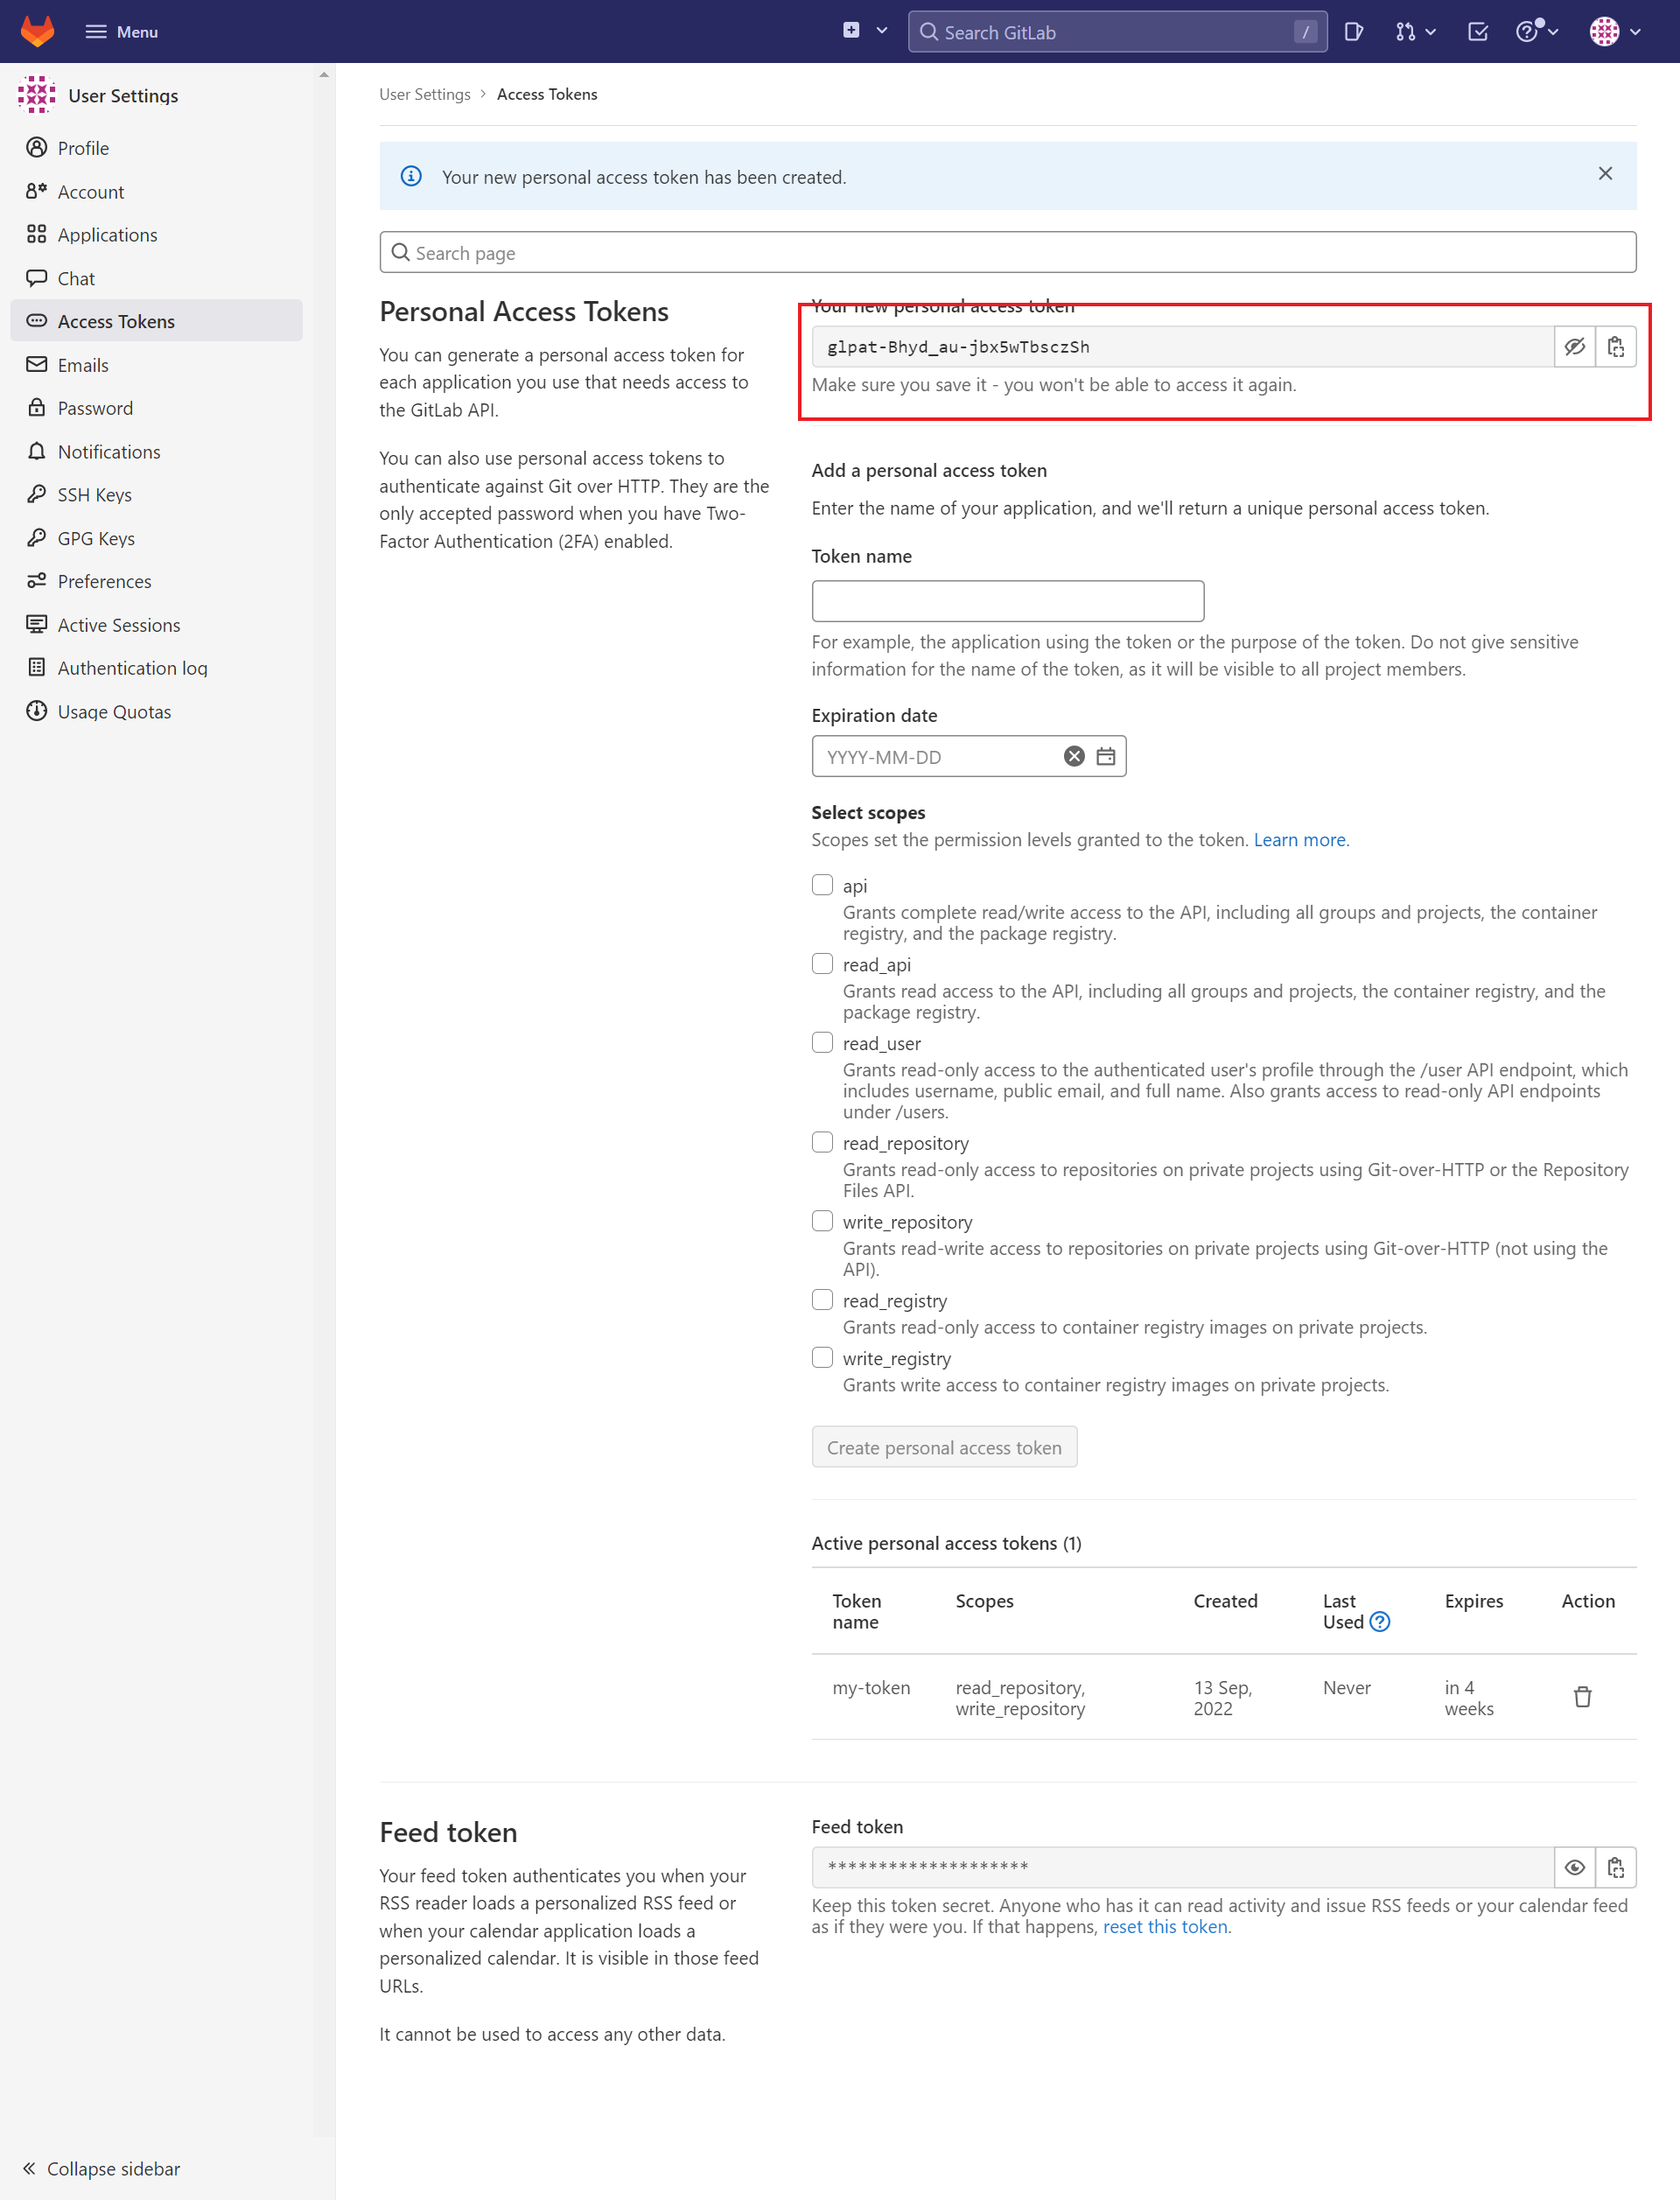 Menu
Search GitLab
/
User Settings
Profile
Account
Applications
Chat
Access Tokens
Emails
Password
Notifications
SSH Keys
GPG Keys
Preferences
Active Sessions
Authentication log
Usage Quotas
Collapse sidebar
User Settings > Access Tokens
Your new personal access token has been created.
Search page
Personal Access Tokens
You can generate a personal access token for
each application you use that needs access to
the GitLab API.
You can also use personal access tokens to
authenticate against Git over HTTP. They are the
only accepted password when you have Two-
Factor Authentication (2FA) enabled.
Your new personal access token
glpat-Bhyd_au-jbx5wTbsczSh
Make sure you save it - you won't be able to access it again.
Add a personal access token
Enter the name of your application, and we'll return a unique personal access token.
Token name
For example, the application using the token or the purpose of the token. Do not give sensitive
information for the name of the token, as it will be visible to all project members.
Expiration date
YYYY-MM-DD
Select scopes
Scopes set the permission levels granted to the token. Learn more.
api
Grants complete read/write access to the API, including all groups and projects, the container
registry, and the package registry.
read_api
Grants read access to the API, including all groups and projects, the container registry, and the
package registry.
read_user
Grants read-only access to the authenticated user's profile through the /user API endpoint, which
includes username, public email, and full name. Also grants access to read-only API endpoints
under /users.
read_repository
Grants read-only access to repositories on private projects using Git-over-HTTP or the Repository
Files API.
write_repository
Grants read-write access to repositories on private projects using Git-over-HTTP (not using the
API).
read_registry
Grants read-only access to container registry images on private projects.
write_registry
Grants write access to container registry images on private projects.
Create personal access token
Active personal access tokens (1)
Token name Scopes Created Last Used Expires Action
my-token read_repository, write_repository 13 Sep, 2022 Never in 4 weeks
Feed token
Your feed token authenticates you when your
RSS reader loads a personalized RSS feed or
when your calendar application loads a
personalized calendar. It is visible in those feed
URLs.
It cannot be used to access any other data.
Feed token
********************
Keep this token secret. Anyone who has it can read activity and issue RSS feeds or your calendar feed
as if they were you. If that happens, reset this token.